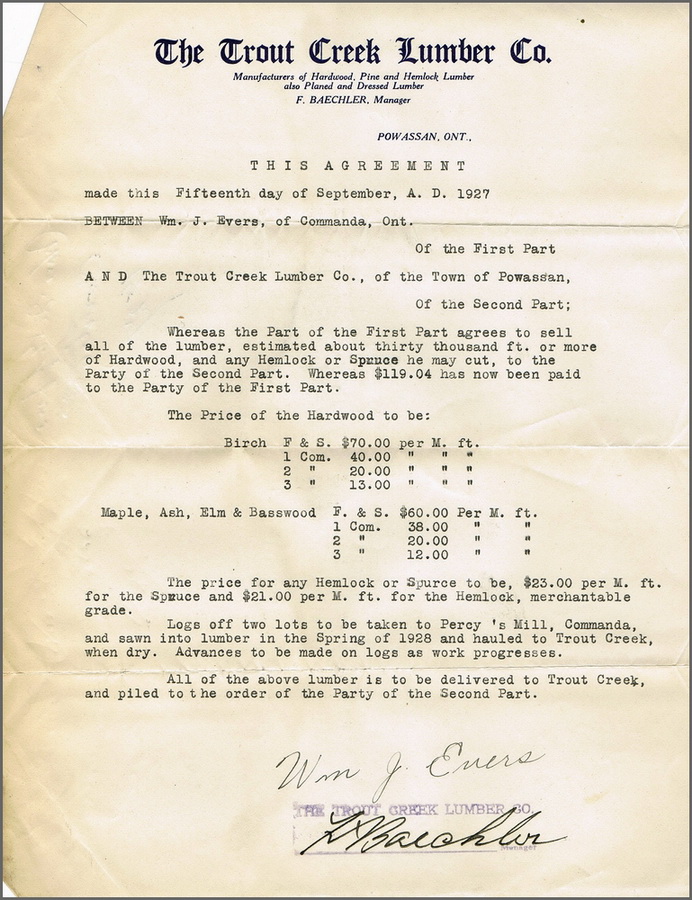 The Trout Creek Lumber Co.
Manufacturers of Hardwood, Pine and Hemlock Lumber
also Planed and Dressed Lumber
F. BAECHLER, Manager
POWASSAN, ONT.,
T H I S  A G R E E M E N T
made this Fifteenth day of September, A. D. 1927
BETWEEN Wm. J. Evers, of Commanda, Ont.
Of the First Part
A N D The Trout Creek Lumber Co., of the Town of Powassan,
Of the Second Part;
Whereas the Part of the First Part agrees to sell
all of the lumber, estimated about thirty thousand ft. or more
of Hardwood, and any Hemlock or Spruce he may cut, to the
Party of the Second Part. Whereas $119.04 has now been paid
to the Party of the First Part.
The Price of the Hardwood to be:
Birch F & S. $70.00 per M. ft.
1 Com. 40.00 " " "
2 " 20.00 " " "
3 " 13.00 " " "
Maple, Ash, Elm & Basswood F. & S. $60.00 Per M. ft.
1 Com. 38.00 " "
2 " 20.00 " "
3 " 12.00 " "
The price for any Hemlock or Spurce to be, $23.00 per M. ft.
for the Spruce and $21.00 per M. ft. for the Hemlock, merchantable
grade.
Logs off two lots to be taken to Percy 's Mill, Commanda,
and sawn into lumber in the Spring of 1928 and hauled to Trout Creek,
when dry. Advances to be made on logs as work progresses.
All of the above lumber is to be delivered to Trout Creek,
and piled to the order of the Party of the Second Part.
Wm J. Evers
THE TROUT CREEK LUMBER CO.
F Baechler
Manager